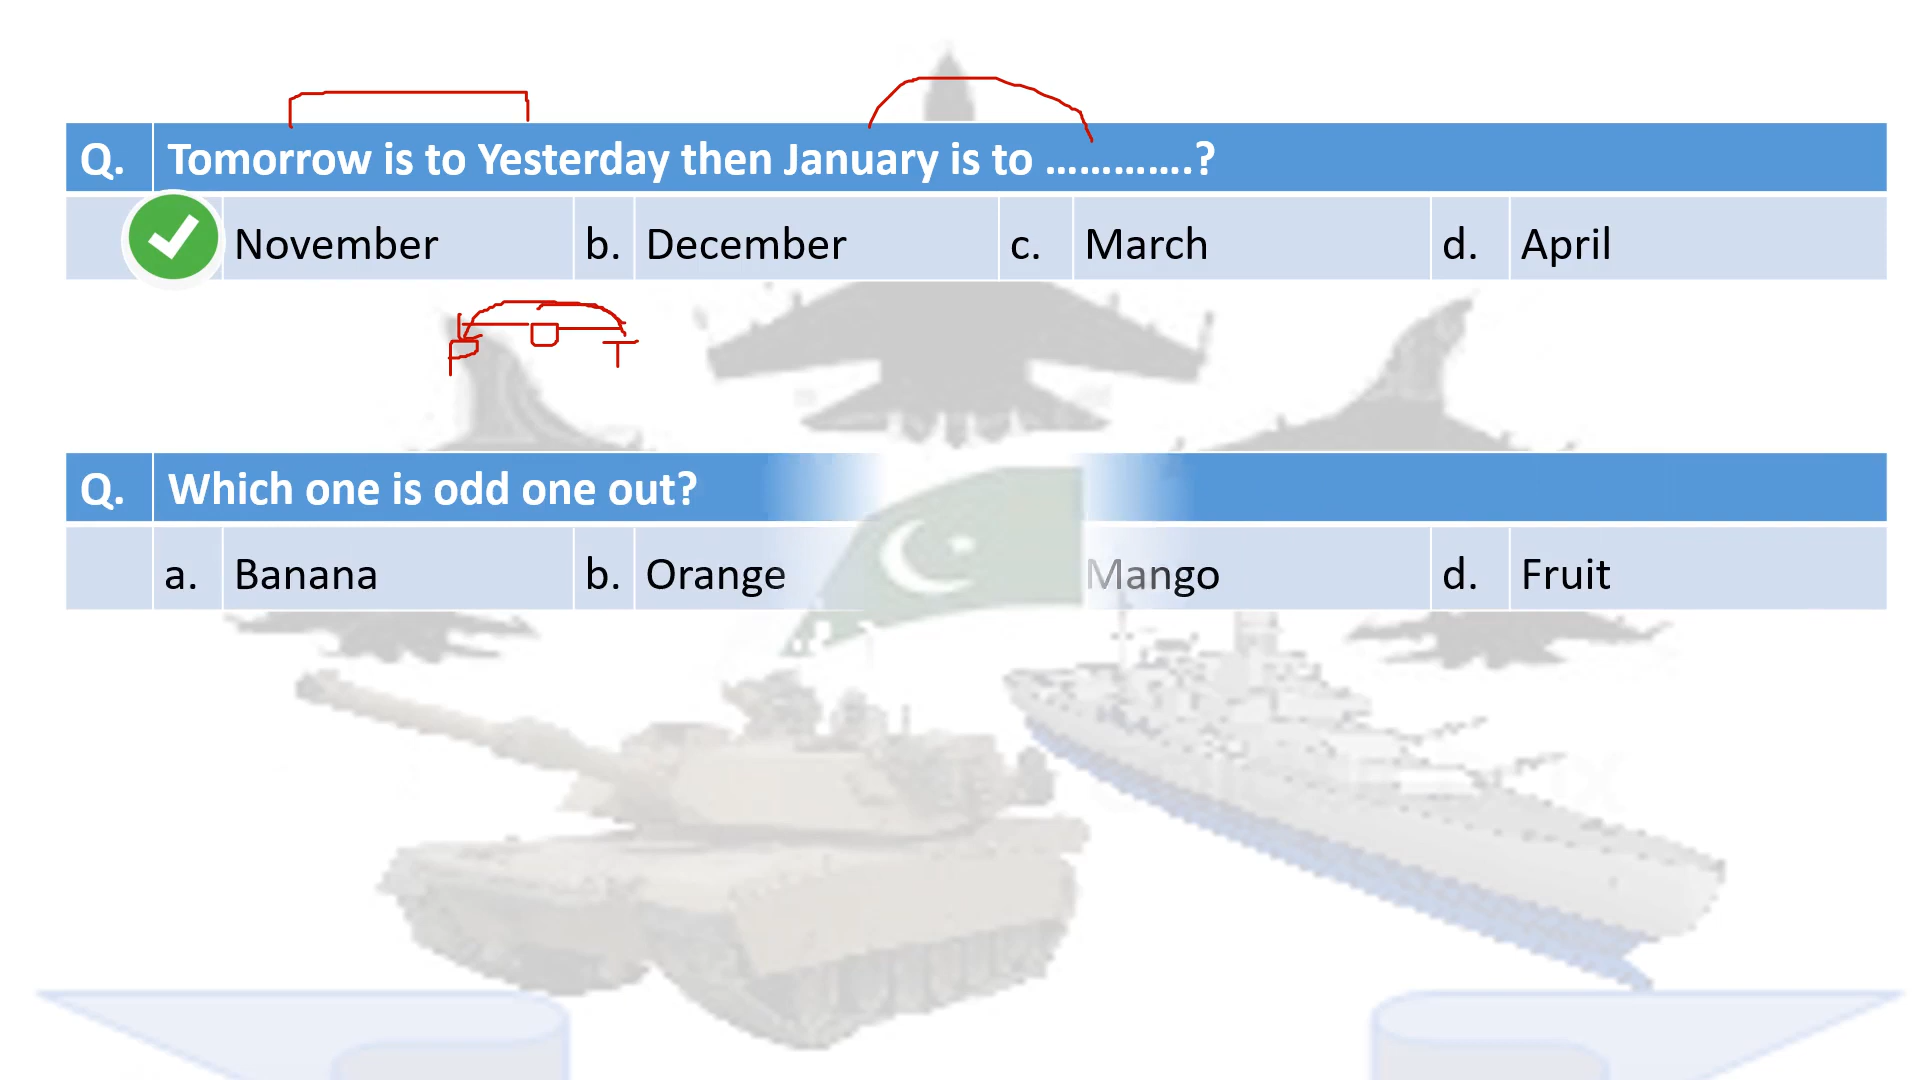 Q. Tomorrow is to Yesterday then January is to ………….?
November b. December c. March d. April
P T
Q. Which one is odd one out?
a. Banana b. Orange Mango d. Fruit